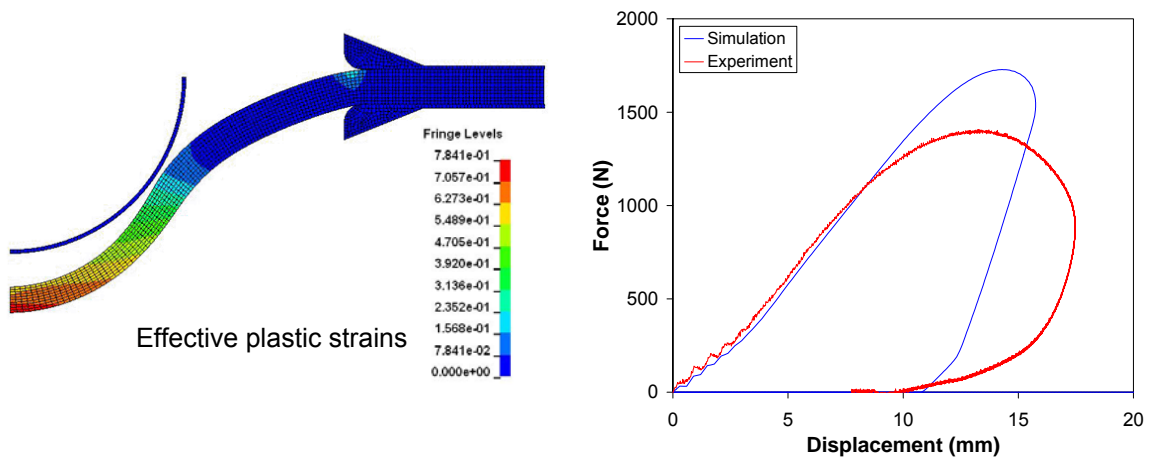 Fringe Levels
7.841e-01
7.057e-01
6.273e-01
5.489e-01
4.705e-01
3.920e-01
3.136e-01
2.352e-01
1.568e-01
7.841e-02
0.000e+00
Effective plastic strains
2000
1500
1000
500
0
Force (N)
Simulation
Experiment
0
5
10
15
20
Displacement (mm)